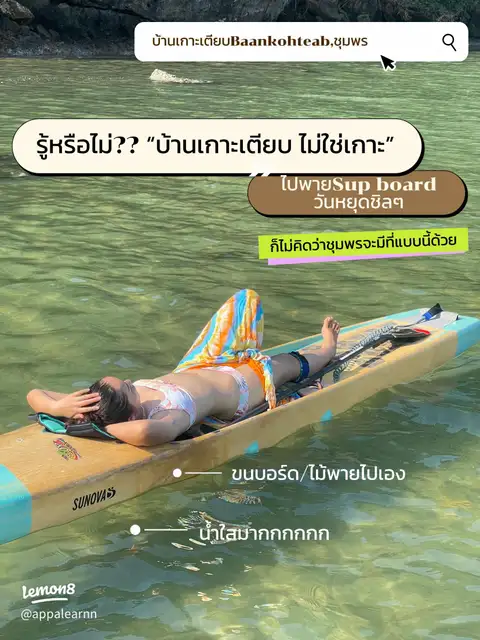 บ้านเกาะเตียบBaankohteab,ชุมพร
รู้หรือไม่?? “บ้านเกาะเตียบ ไม่ใช่เกาะ”
ไปพายSup board
วันหยุดชิลๆ
ก็ไม่คิดว่าชุมพรจะมีที่แบบนี้ด้วย
SUNOVA
ขนบอร์ด/ไม้พายไปเอง
น้ำใสมากกกกกก
lemon8
@appalearnn